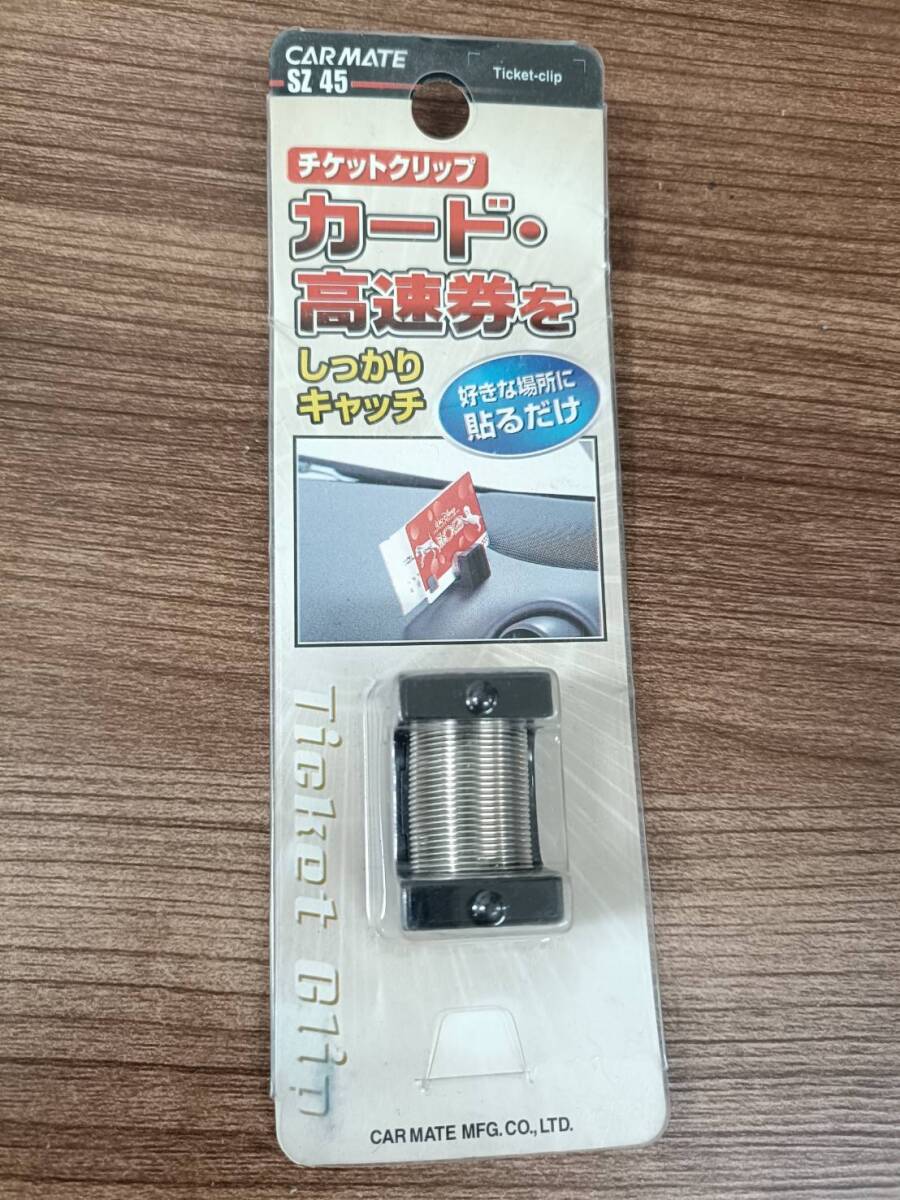 CARMATE
SZ 45
Ticket-clip
チケットクリップ
カード・
高速券を
しっかり
キャッチ
好きな場所に
貼るだけ
Ticket Clip
CAR MATE MFG. CO., LTD.